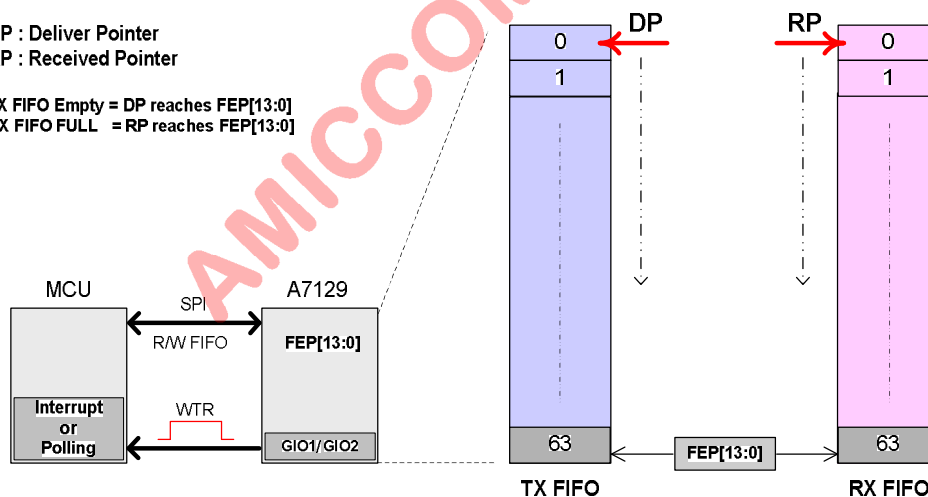 P : Deliver Pointer
P : Received Pointer
X FIFO Empty = DP reaches FEP[13:0]
X FIFO FULL = RP reaches FEP[13:0]
AMICCOM
DP
RP
0
0
1
1
MCU
A7129
SPI
R/W FIFO
FEP[13:0]
Interrupt
or
Polling
WTR
GIO1/GIO2
63
FEP[13:0]
63
TX FIFO
RX FIFO